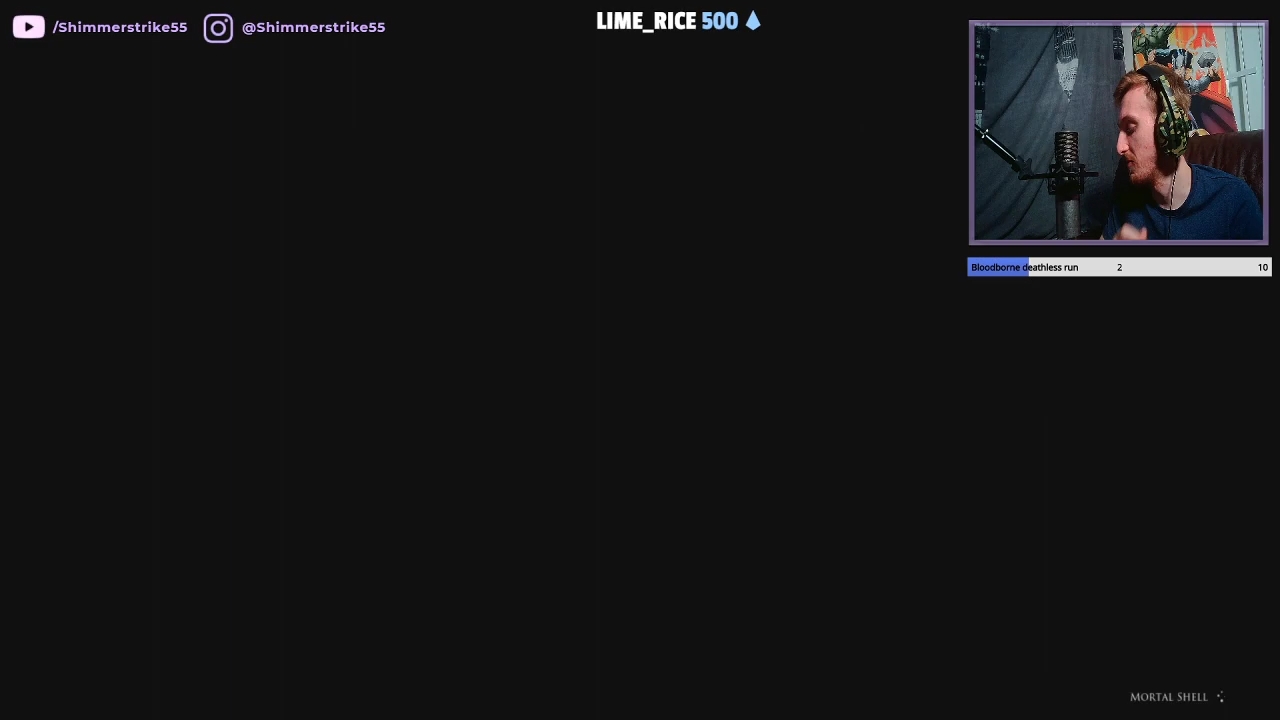 /Shimmerstrike55 @Shimmerstrike55
LIME_RICE 500
Bloodborne deathless run 2 10
MORTAL SHELL